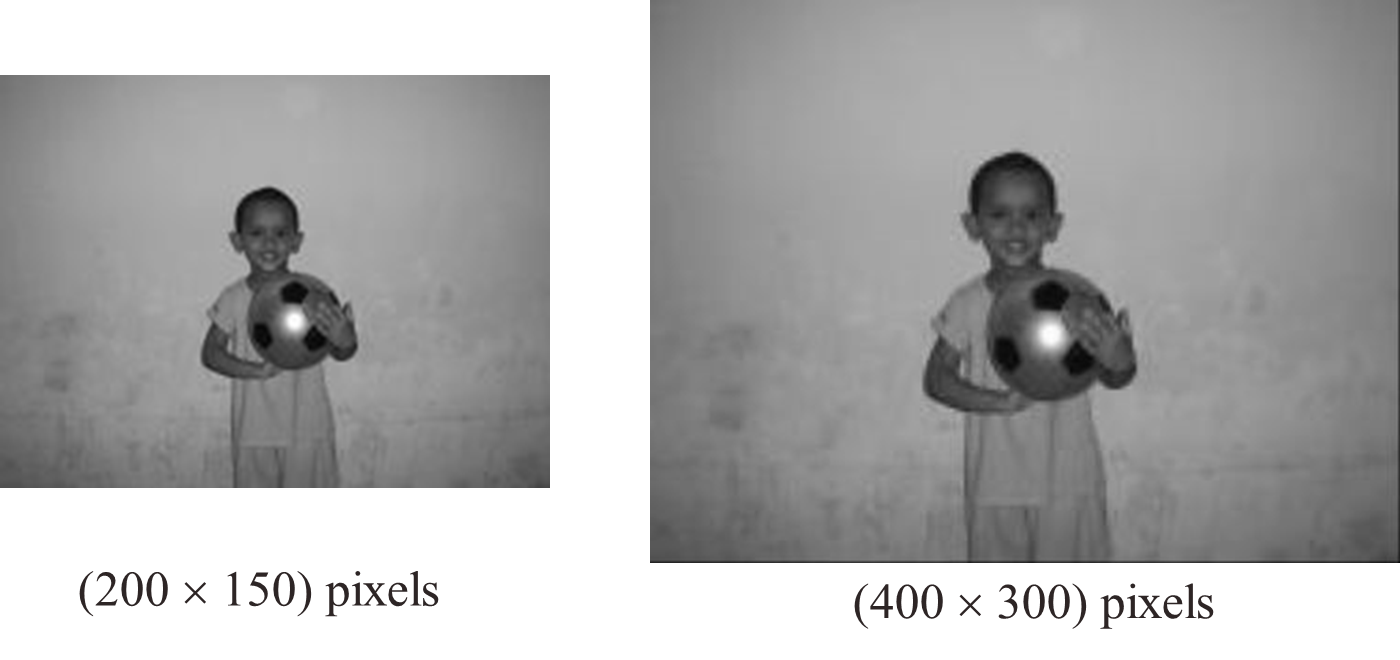 (200 × 150) pixels
(400 × 300) pixels